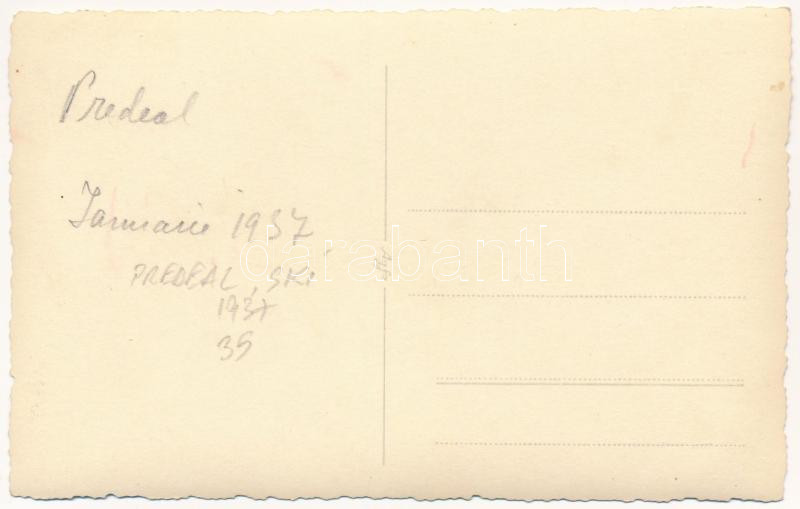 Predeal
Ianuarie 1937
PREDEAL, SKI
1937
35
darabanth